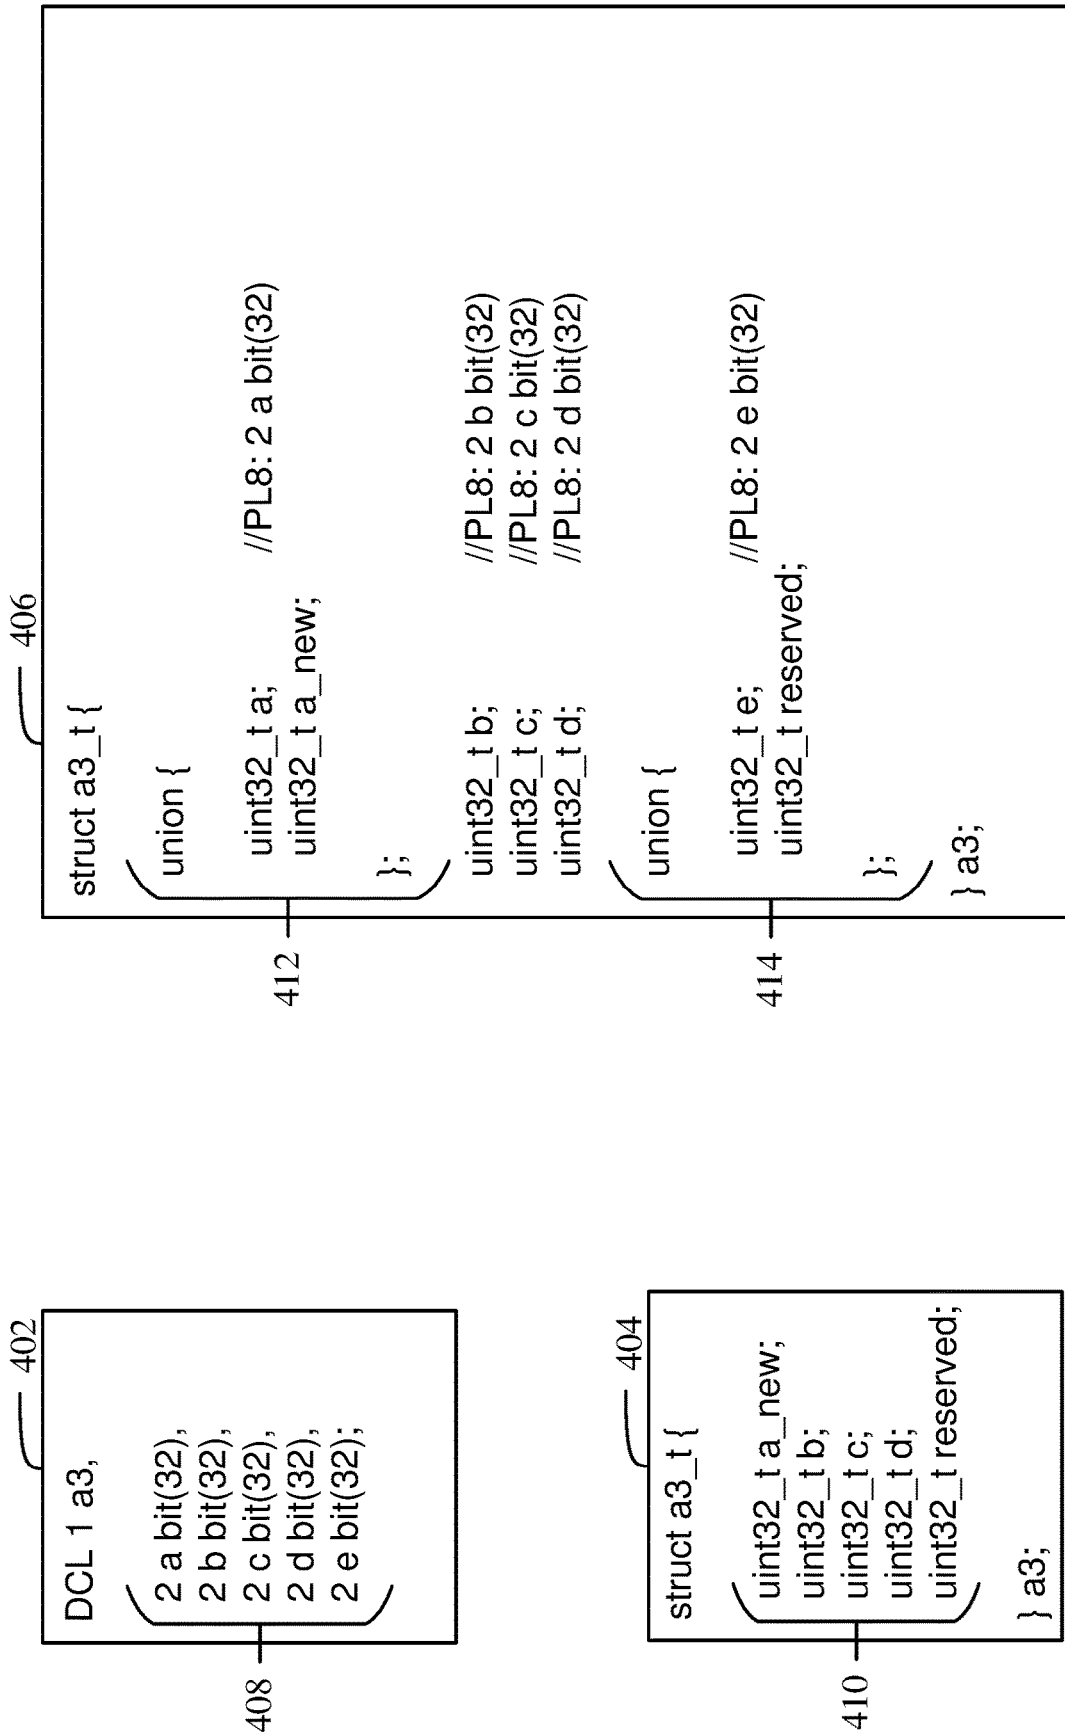 402
DCL 1 a3,
2 a bit(32),
2 b bit(32),
2 c bit(32),
2 d bit(32),
2 e bit(32);
408
404
struct a3_t {
uint32_t a_new;
uint32_t b;
uint32_t c;
uint32_t d;
uint32_t reserved;
} a3;
410
406
struct a3_t {
union {
uint32_t a; //PL8: 2 a bit(32)
uint32_t a_new;
};
412
uint32_t b; //PL8: 2 b bit(32)
uint32_t c; //PL8: 2 c bit(32)
uint32_t d; //PL8: 2 d bit(32)
union {
uint32_t e; //PL8: 2 e bit(32)
uint32_t reserved;
};
414
} a3;